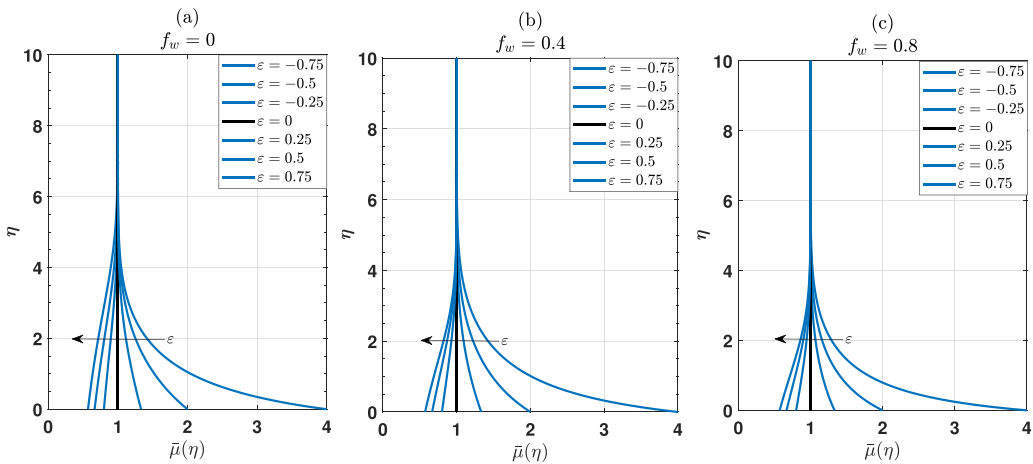 (a)
f_w = 0
10
8
6
4
2
0
η
ε = −0.75
ε = −0.5
ε = −0.25
ε = 0
ε = 0.25
ε = 0.5
ε = 0.75
ε
0 1 2 3 4
μ̄(η)
(b)
f_w = 0.4
10
8
6
4
2
0
η
ε = −0.75
ε = −0.5
ε = −0.25
ε = 0
ε = 0.25
ε = 0.5
ε = 0.75
ε
0 1 2 3 4
μ̄(η)
(c)
f_w = 0.8
10
8
6
4
2
0
η
ε = −0.75
ε = −0.5
ε = −0.25
ε = 0
ε = 0.25
ε = 0.5
ε = 0.75
ε
0 1 2 3 4
μ̄(η)